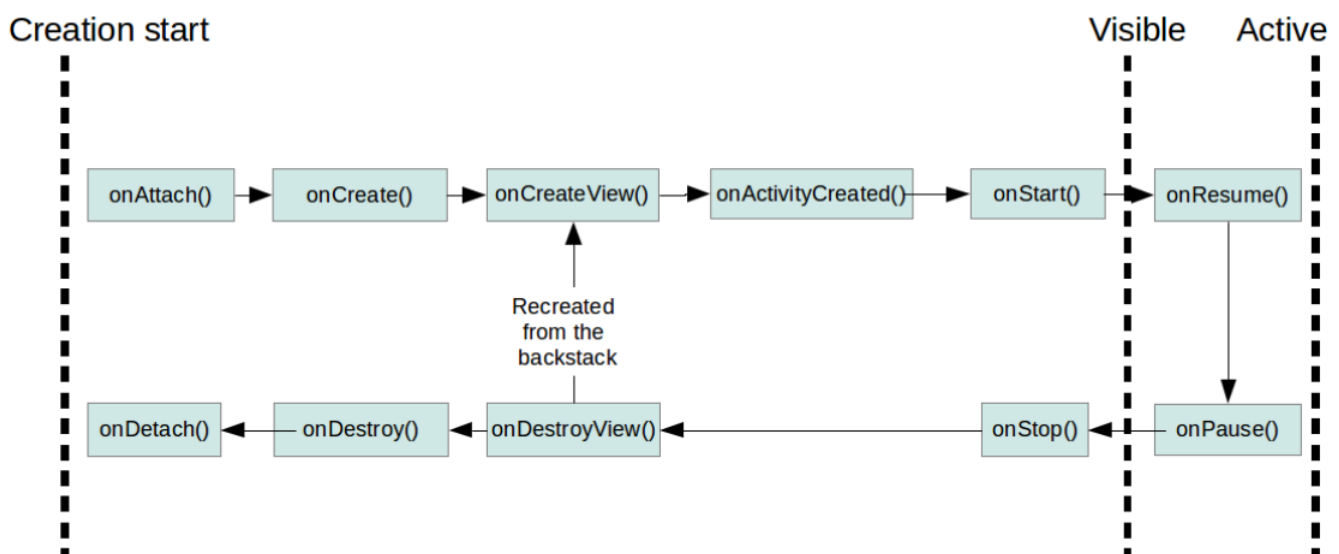 Creation start
Visible
Active
onAttach()
onCreate()
onCreateView()
onActivityCreated()
onStart()
onResume()
Recreated
from the
backstack
onDetach()
onDestroy()
onDestroyView()
onStop()
onPause()